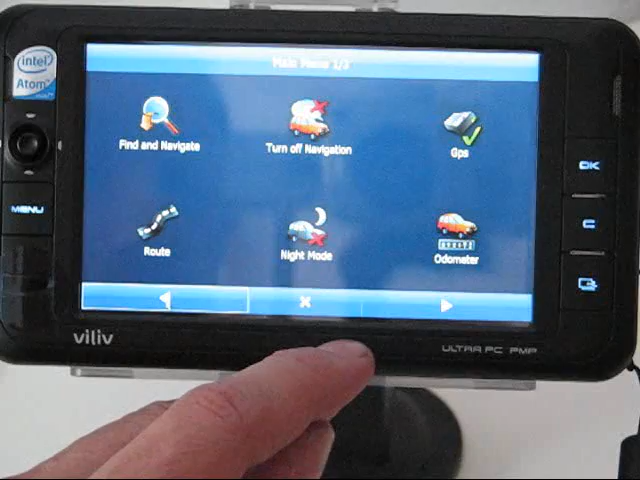 intel
Atom
Main Menu 1/3
Find and Navigate
Turn off Navigation
Gps
OK
MENU
Route
Night Mode
Odometer
viliv
ULTRA PC PMP